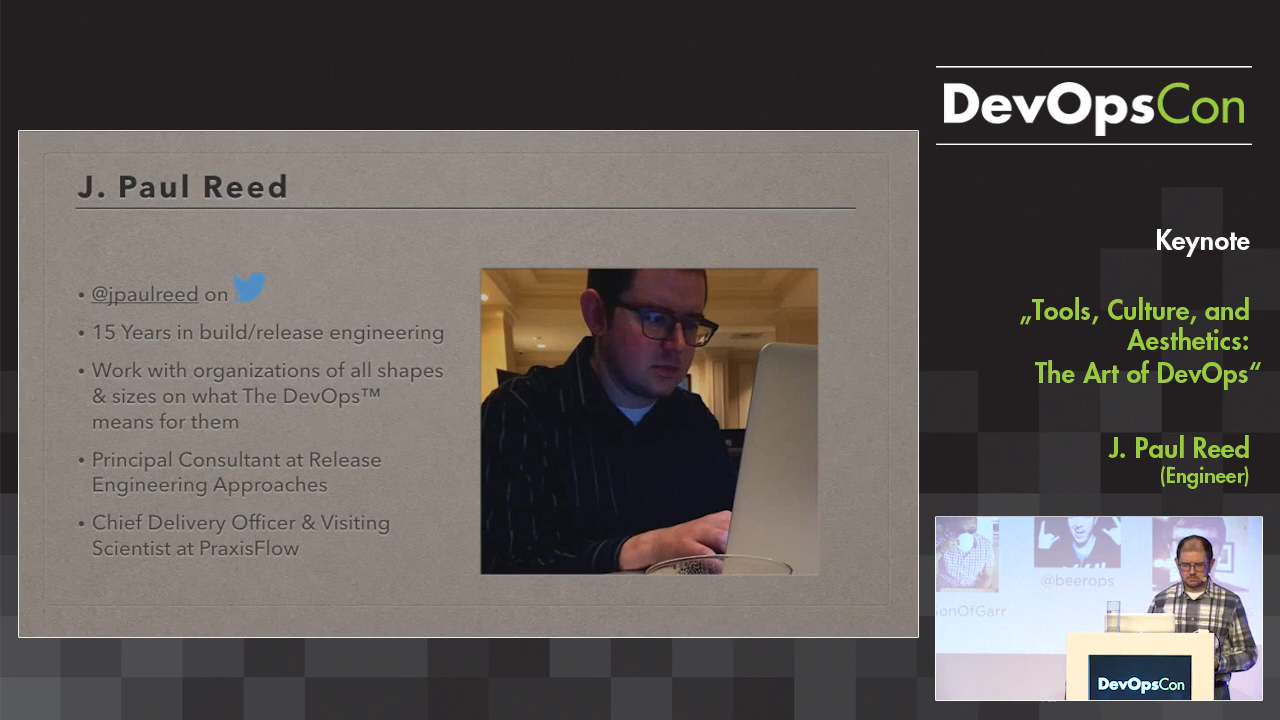 J. Paul Reed
• @jpaulreed on
• 15 Years in build/release engineering
• Work with organizations of all shapes
& sizes on what The DevOps™
means for them
• Principal Consultant at Release
Engineering Approaches
• Chief Delivery Officer & Visiting
Scientist at PraxisFlow
DevOpsCon
Keynote
„Tools, Culture, and
Aesthetics:
The Art of DevOps“
J. Paul Reed
(Engineer)
@beerops
onOfGarr
DevOpsCon